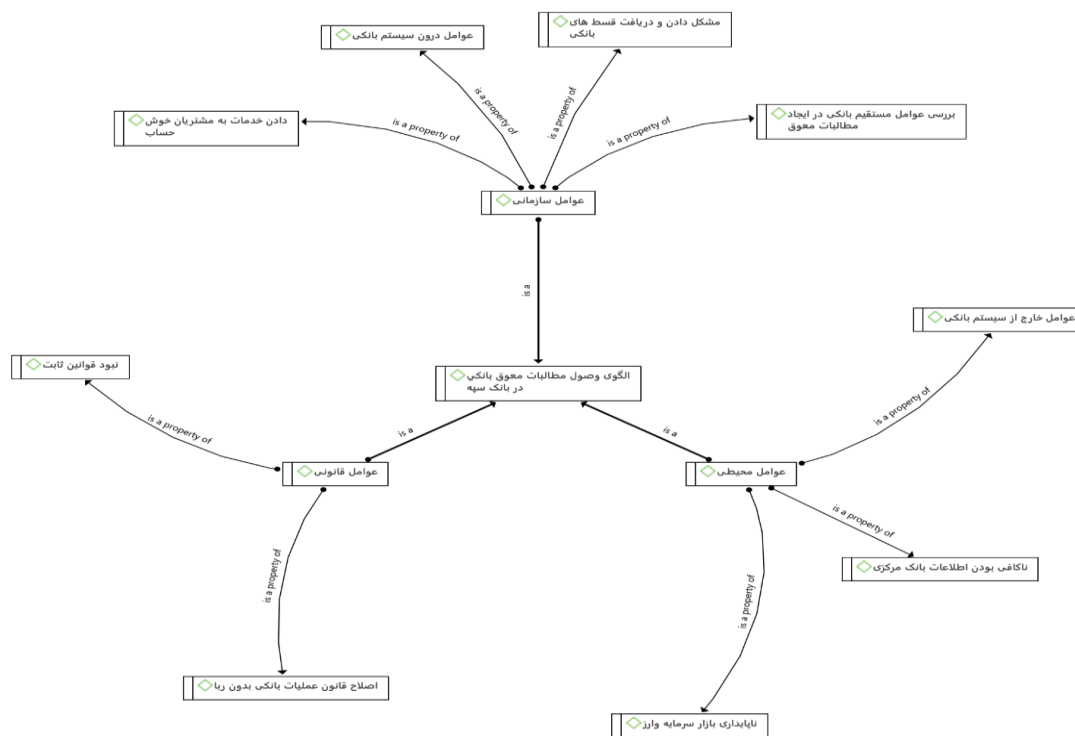 مشکل دادن و دریافت قسط های
بانکی
عوامل درون سیستم بانکی
بررسی عوامل مستقیم بانکی در ایجاد
مطالبات معوق
دادن خدمات به مشتریان خوش
حساب
is a property of
is a property of
is a property of
is a property of
عوامل سازمانی
is a
عوامل خارج از سیستم بانکی
نبود قوانین ثابت
الگوی وصول مطالبات معوق بانکي
در بانک سپه
is a property of
is a property of
is a
is a
عوامل قانونی
عوامل محیطی
is a property of
is a property of
is a property of
ناکافی بودن اطلاعات بانک مرکزی
اصلاح قانون عملیات بانکی بدون ربا
ناپایداری بازار سرمایه وارز